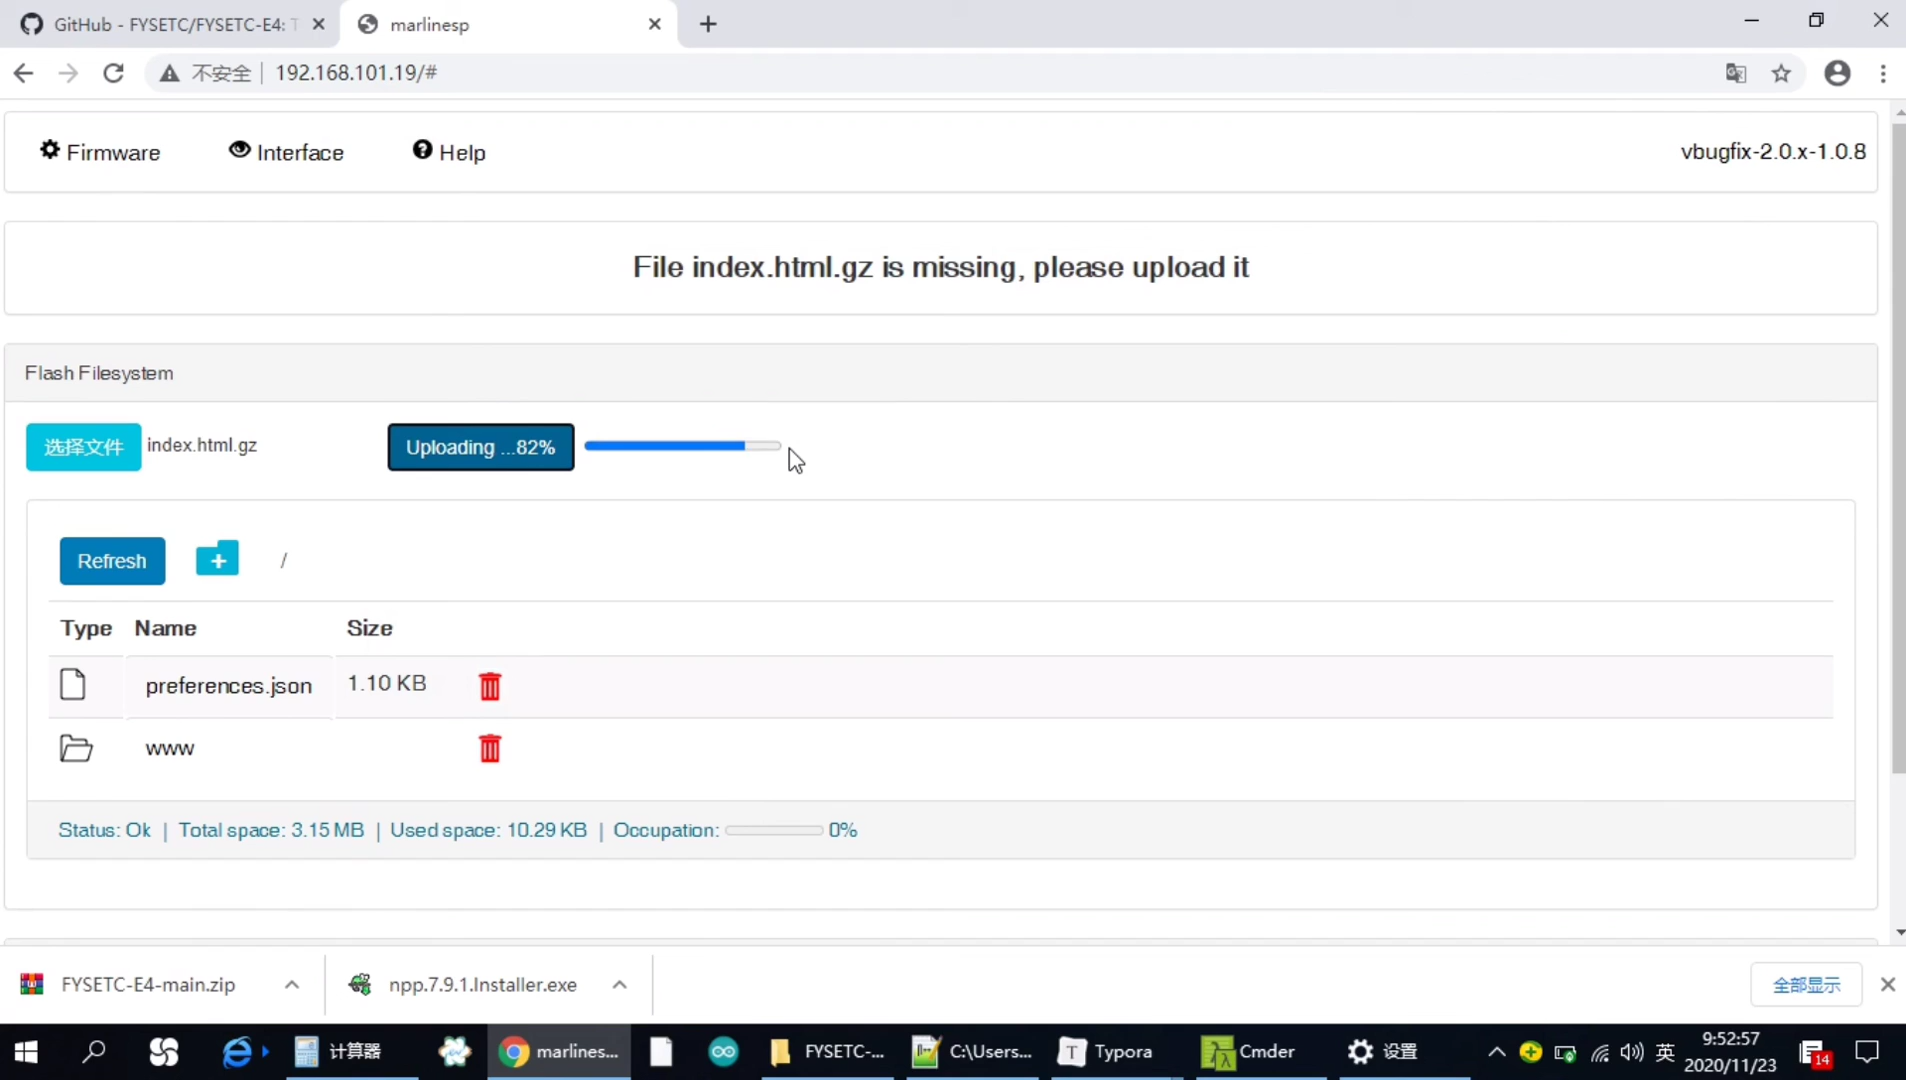 GitHub - FYSETC/FYSETC-E4: T
marlinesp
不安全 192.168.101.19/#
Firmware Interface Help vbugfix-2.0.x-1.0.8
File index.html.gz is missing, please upload it
Flash Filesystem
选择文件 index.html.gz Uploading ...82%
Refresh /
Type Name Size
preferences.json 1.10 KB
www
Status: Ok | Total space: 3.15 MB | Used space: 10.29 KB | Occupation: 0%
FYSETC-E4-main.zip npp.7.9.1.Installer.exe 全部显示
计算器 marlines... FYSETC-... C:\Users... Typora Cmder 设置 英 9:52:57
2020/11/23 14